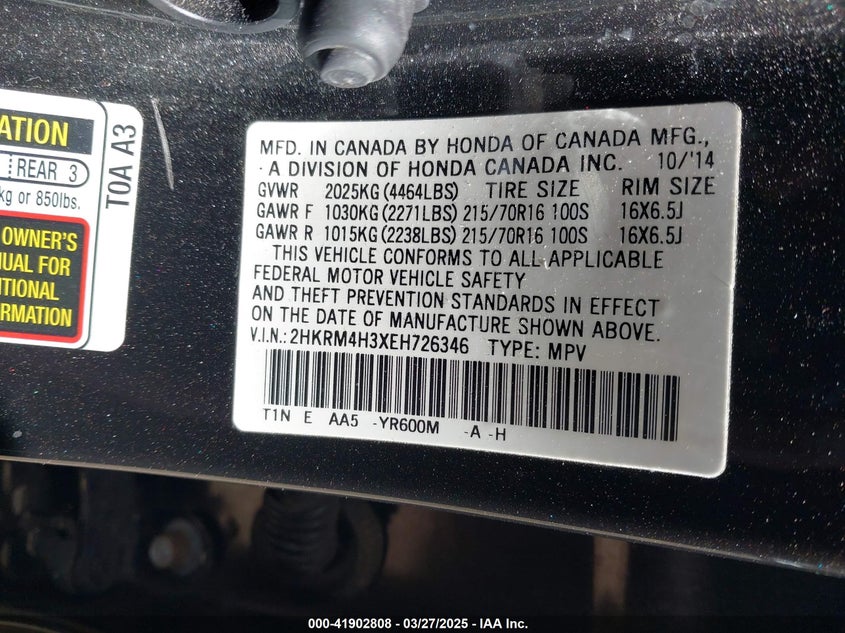 ATION
REAR 3
kg or 850lbs.
OWNER'S
UAL FOR
ITIONAL
ORMATION
T0A A3
MFD. IN CANADA BY HONDA OF CANADA MFG.,
A DIVISION OF HONDA CANADA INC. 10/'14
GVWR 2025KG (4464LBS) TIRE SIZE RIM SIZE
GAWR F 1030KG (2271LBS) 215/70R16 100S 16X6.5J
GAWR R 1015KG (2238LBS) 215/70R16 100S 16X6.5J
THIS VEHICLE CONFORMS TO ALL APPLICABLE
FEDERAL MOTOR VEHICLE SAFETY
AND THEFT PREVENTION STANDARDS IN EFFECT
ON THE DATE OF MANUFACTURE SHOWN ABOVE.
V.I.N.: 2HKRM4H3XEH726346 TYPE: MPV
T1N E AA5 -YR600M -A -H
000-41902808 - 03/27/2025 - IAA Inc.